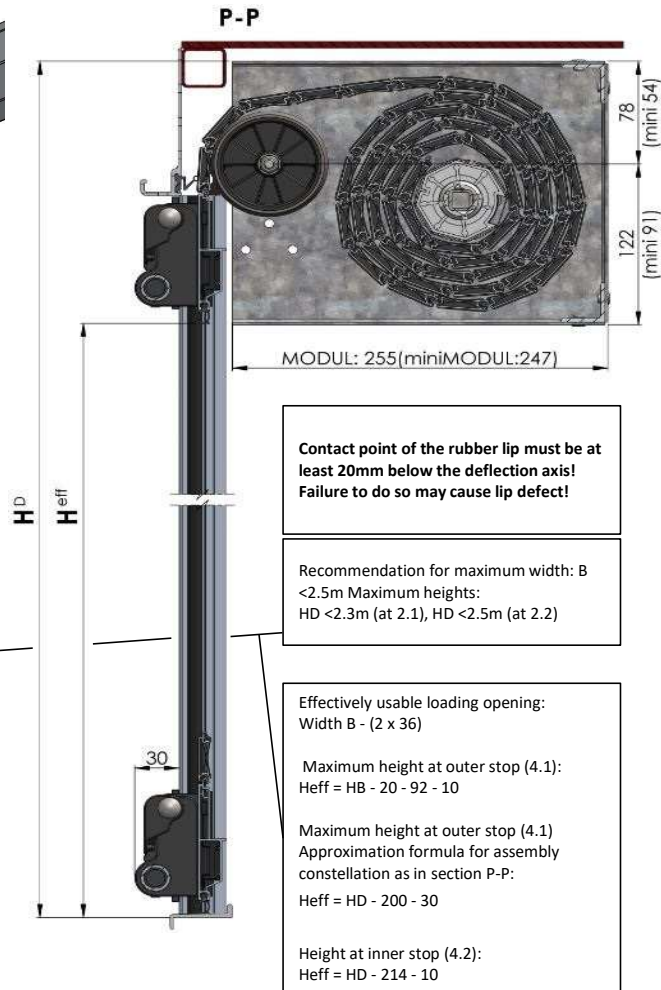 P-P
78
(mini 54)
122
(mini 91)
MODUL: 255(miniMODUL:247)
HD
Heff
30
Contact point of the rubber lip must be at
least 20mm below the deflection axis!
Failure to do so may cause lip defect!
Recommendation for maximum width: B
<2.5m Maximum heights:
HD <2.3m (at 2.1), HD <2.5m (at 2.2)
Effectively usable loading opening:
Width B - (2 x 36)
Maximum height at outer stop (4.1):
Heff = HB - 20 - 92 - 10
Maximum height at outer stop (4.1)
Approximation formula for assembly
constellation as in section P-P:
Heff = HD - 200 - 30
Height at inner stop (4.2):
Heff = HD - 214 - 10